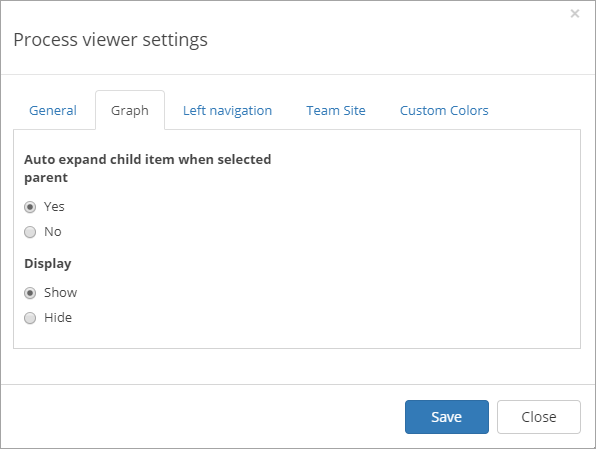 Process viewer settings
General Graph Left navigation Team Site Custom Colors
Auto expand child item when selected
parent
Yes
No
Display
Show
Hide
Save Close